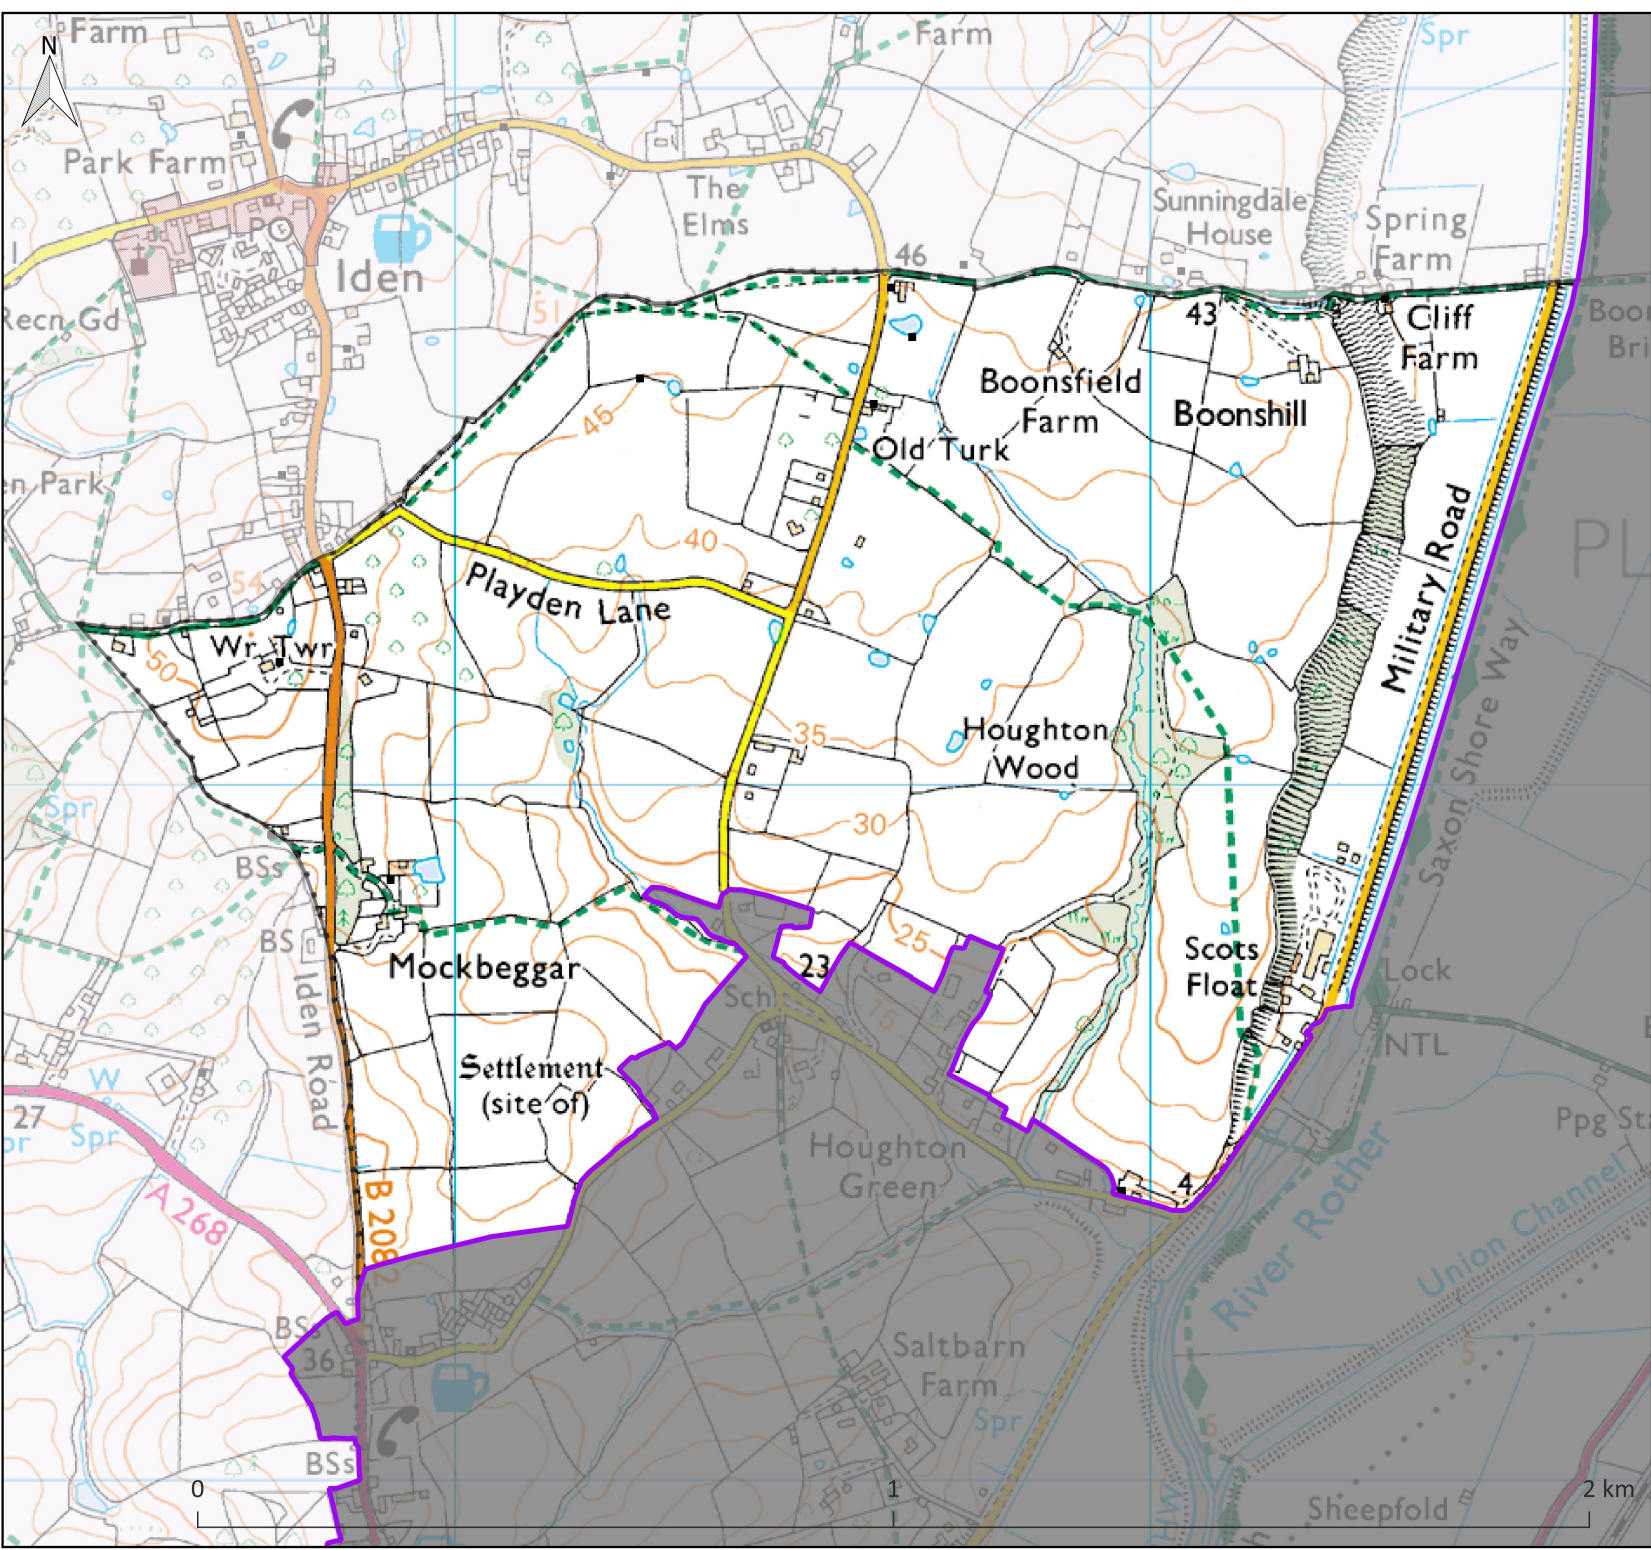 N
Farm
Farm
Spr
Park Farm
The
Elms
Iden
Sunningdale
House
Spring
Farm
46
51
Recn Gd
43
Cliff
Farm
Boonsfield
Farm
Boonshill
45
Old Turk
en Park
40
Playden Lane
54
50
Wr Twr
Military Road
Saxon Shore Way
35
Houghton
Wood
30
Spr
BSs
BS
Iden Road
Mockbeggar
25
23
Scots
Float
Lock
Sch
15
NTL
Settlement
(site of)
W
Spr
27
A 268
B 2082
Houghton
Green
4
River Rother
Union Channel
Ppg Sta
BSs
36
Saltbarn
Farm
Spr
5
5
BSs
Sheepfold
0
1
2 km